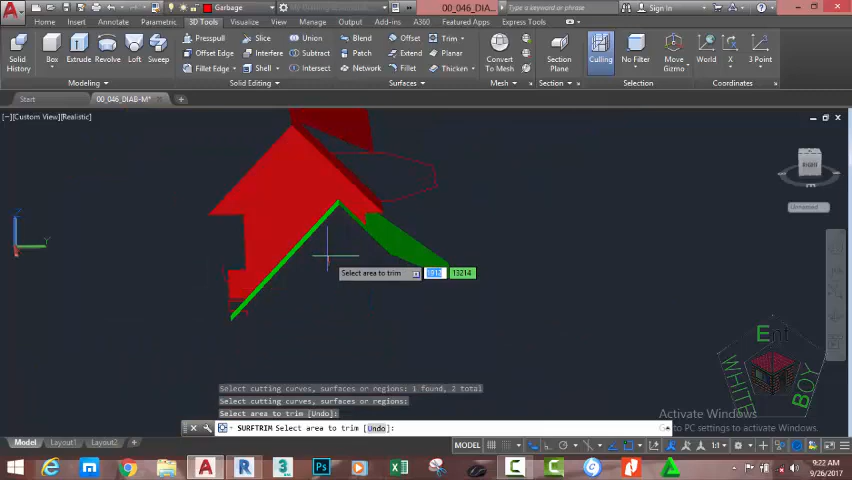 Garbage
00_046_DIA...
Type a keyword or phrase
Sign In
Home Insert Annotate Parametric 3D Tools Visualize View Manage Output Add-ins A360 Featured Apps Express Tools
Presspull Slice Union Blend Offset Trim
Offset Edge Interfere Subtract Patch Extend Planar
Fillet Edge Shell Intersect Network Fillet Thicken
Solid History Box Extrude Revolve Loft Sweep
Convert To Mesh Section Plane Culling No Filter Move Gizmo World X 3-Point
Modeling Solid Editing Surfaces Section Selection Coordinates
Start 00_046_DIAB-M*
[−][Custom View][Realistic]
Unnamed
Z
Y
Select area to trim 13214
Ent
WHITE
BOY
Select cutting curves, surfaces or regions: 1 found, 2 total
Select cutting curves, surfaces or regions:
Select area to trim [Undo]:
SURFTRIM Select area to trim [Undo]:
Activate Windows
to PC settings to activate Windows.
Model Layout1 Layout2
MODEL
1:1
9:22 AM
9/26/2017